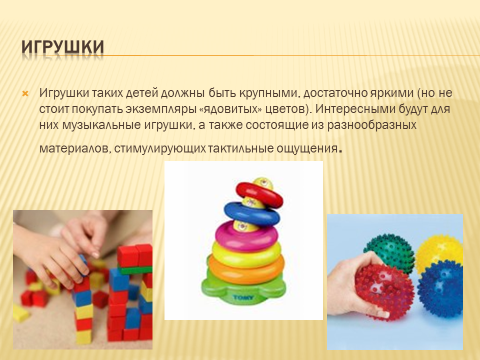 ИГРУШКИ
Игрушки таких детей должны быть крупными, достаточно яркими (но не
стоит покупать экземпляры «ядовитых» цветов). Интересными будут для
них музыкальные игрушки, а также состоящие из разнообразных
материалов, стимулирующих тактильные ощущения.
TOMY